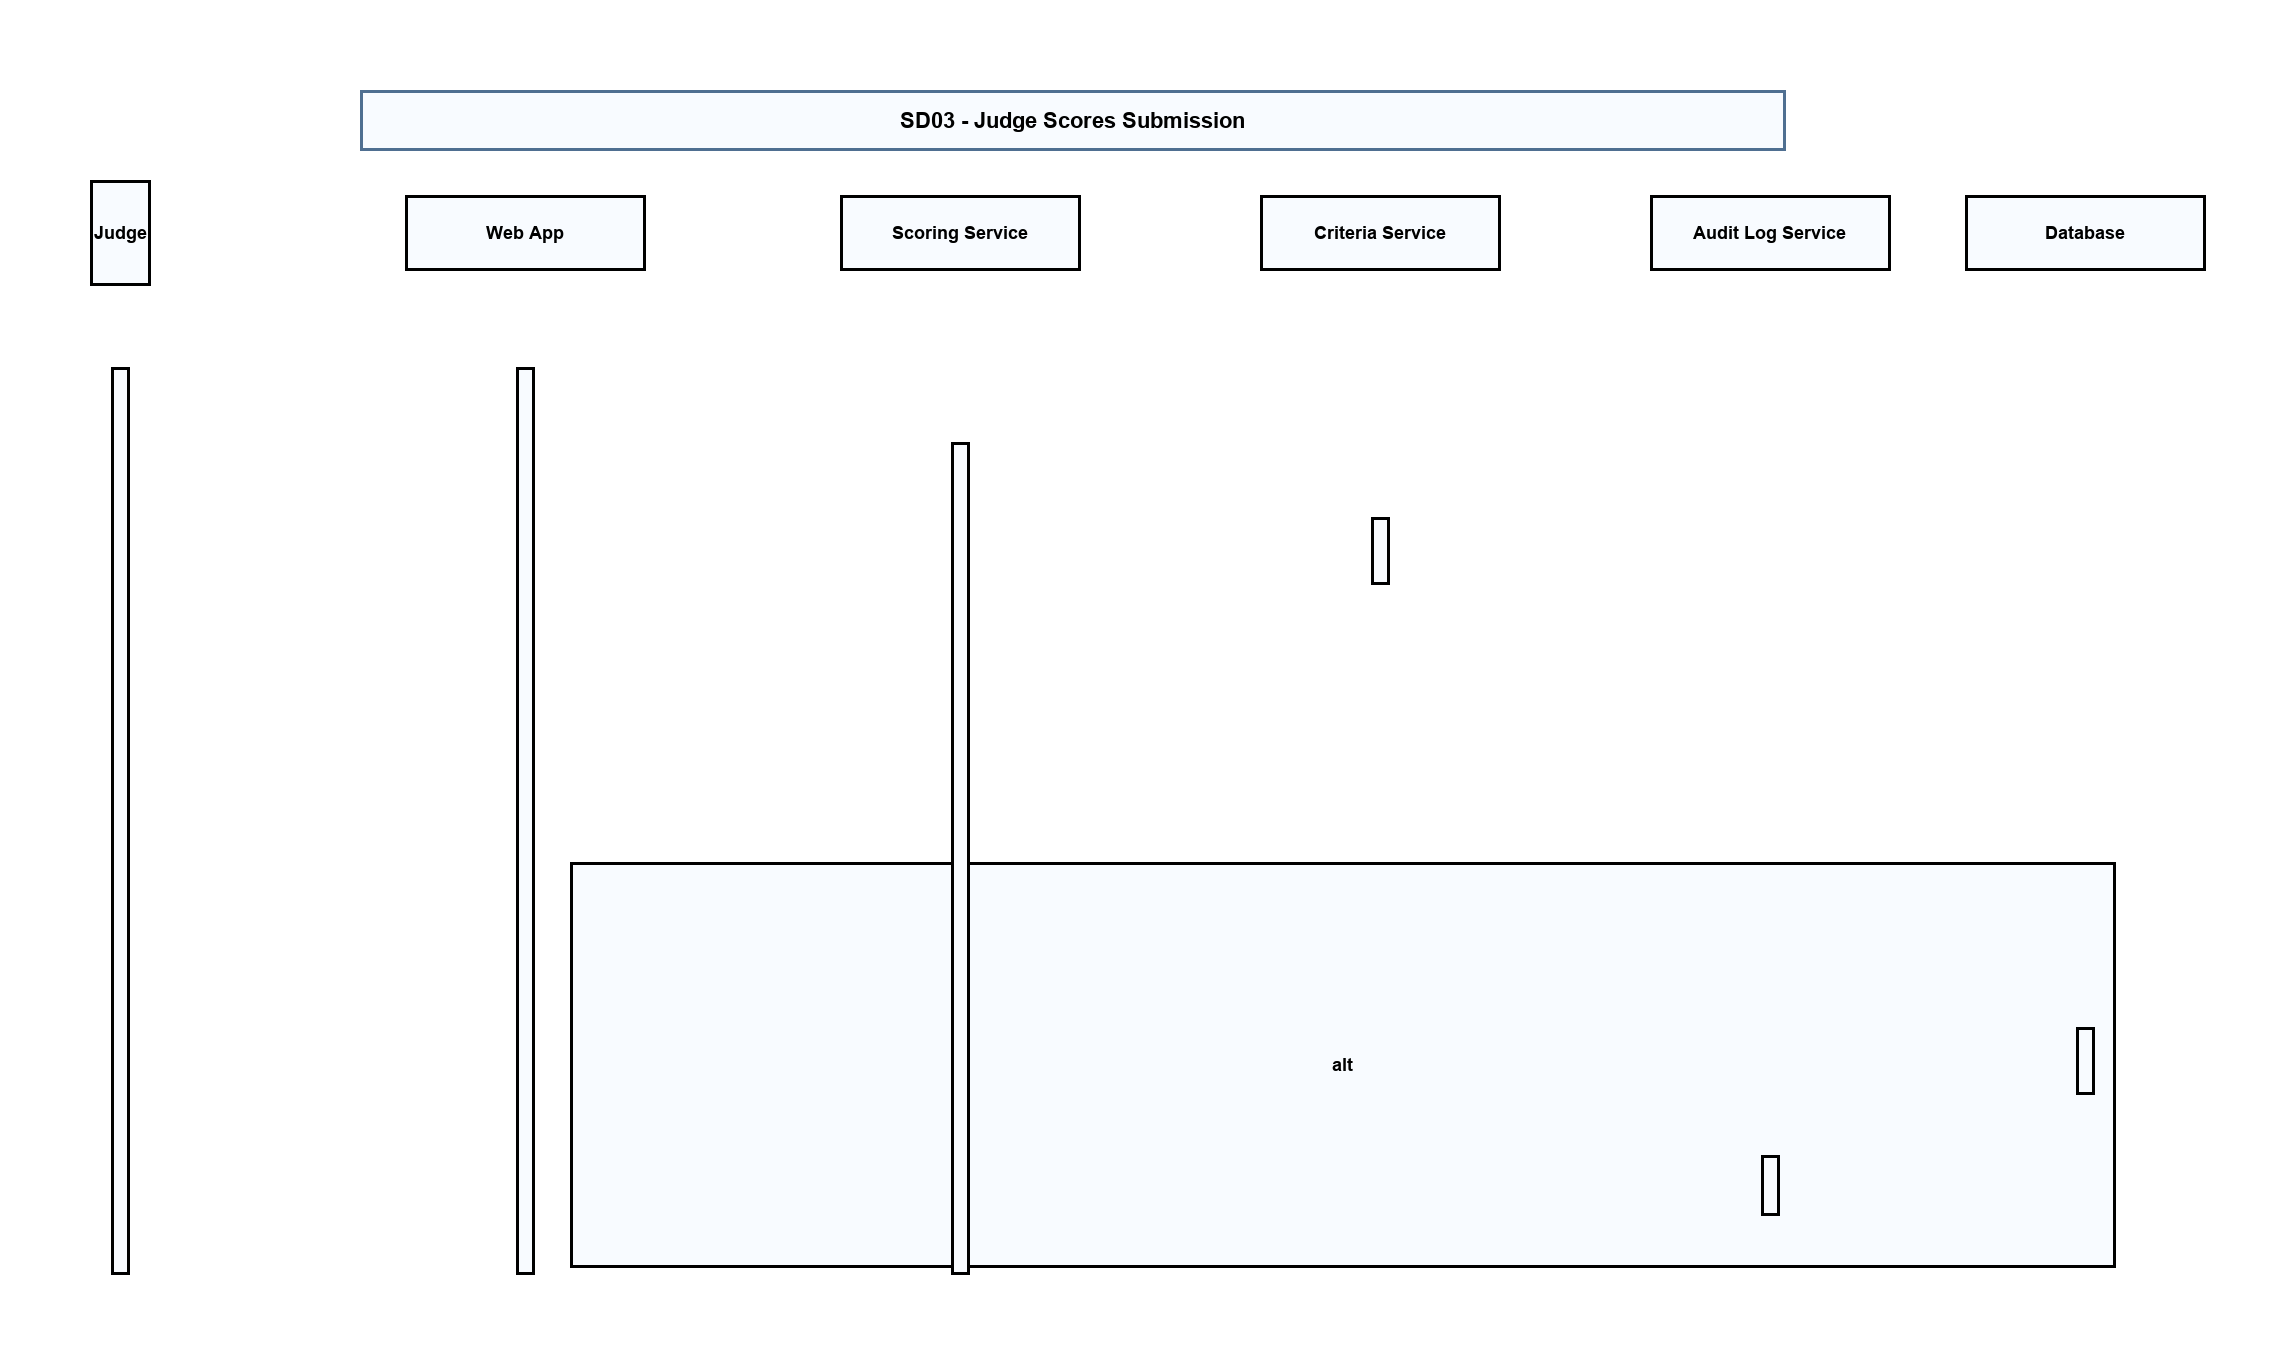 SD03 - Judge Scores Submission
Judge
Web App
Scoring Service
Criteria Service
Audit Log Service
Database
alt